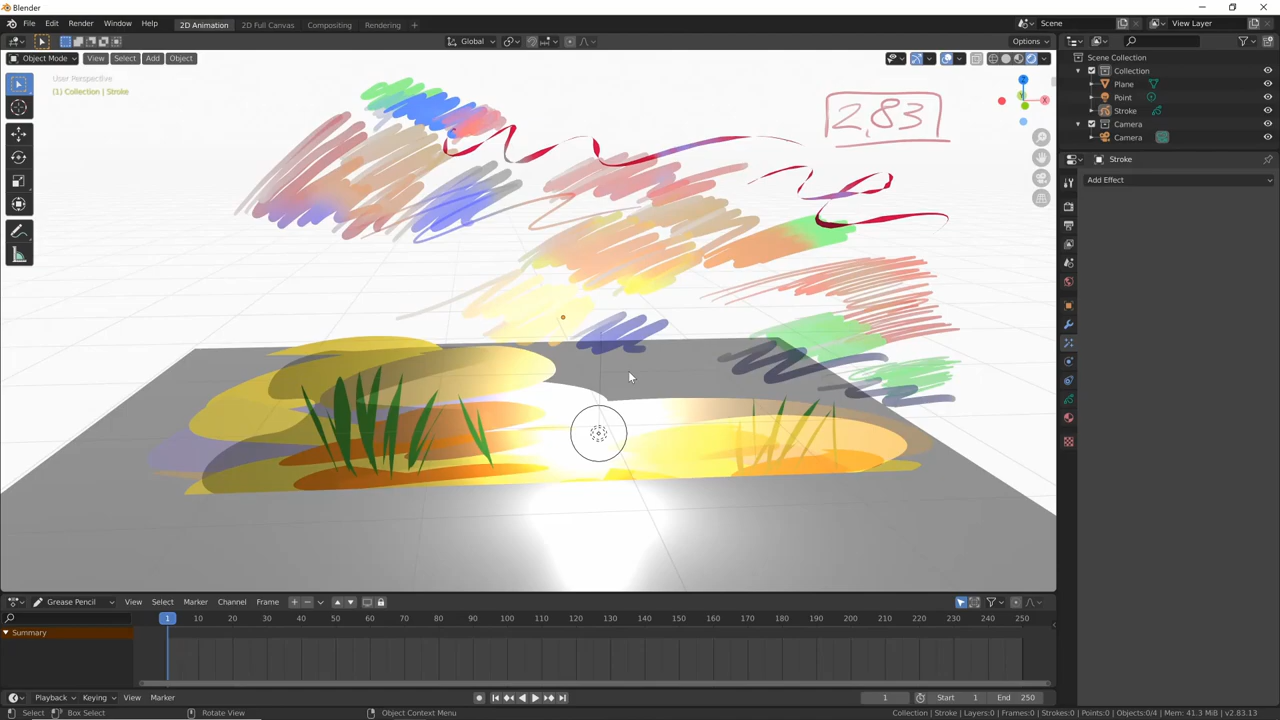 Blender
File Edit Render Window Help 2D Animation 2D Full Canvas Compositing Rendering + Scene View Layer
Global Options
Object Mode View Select Add Object
User Perspective
(1) Collection | Stroke
2.83
Z
Y
X
Scene Collection
Collection
Plane
Point
Stroke
Camera
Camera
Stroke
Add Effect
Grease Pencil View Select Marker Channel Frame
1 10 20 30 40 50 60 70 80 90 100 110 120 130 140 150 160 170 180 190 200 210 220 230 240 250
Summary
Playback Keying View Marker 1 Start 1 End 250
Select Box Select Rotate View Object Context Menu Collection | Stroke | Layers:0 | Frames:0 | Strokes:0 | Points:0 | Objects:0/4 | Mem: 41.3 MiB | v2.83.13